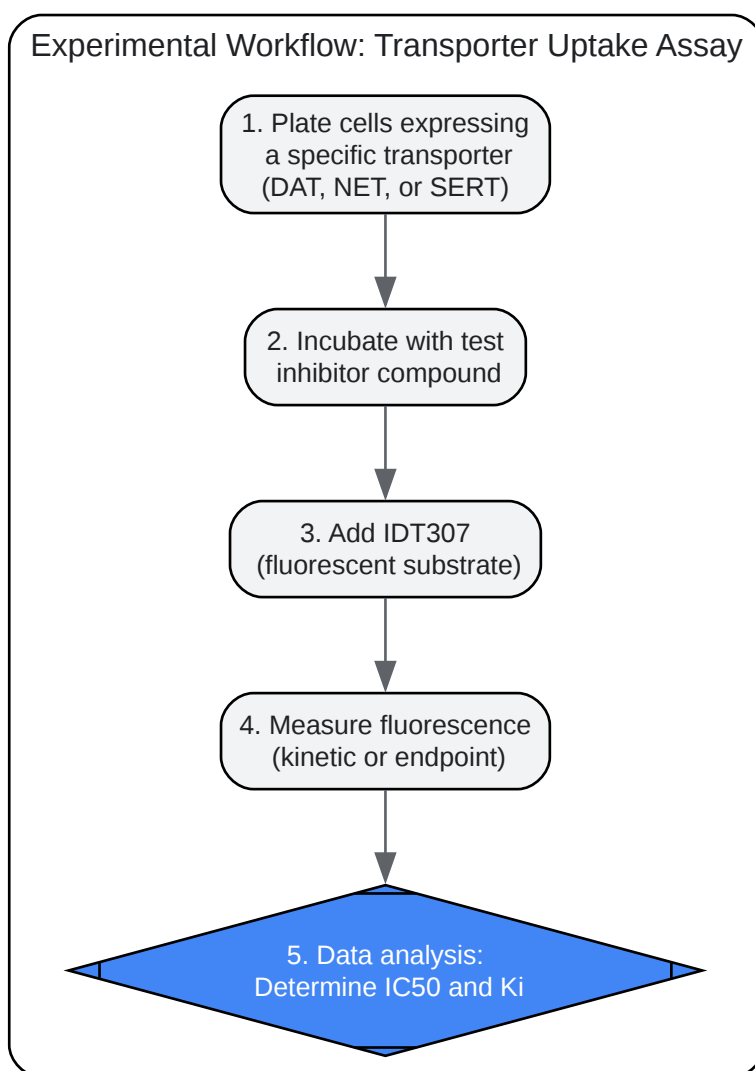 Experimental Workflow: Transporter Uptake Assay
1. Plate cells expressing
a specific transporter
(DAT, NET, or SERT)
2. Incubate with test
inhibitor compound
3. Add IDT307
(fluorescent substrate)
4. Measure fluorescence
(kinetic or endpoint)
5. Data analysis:
Determine IC50 and Ki